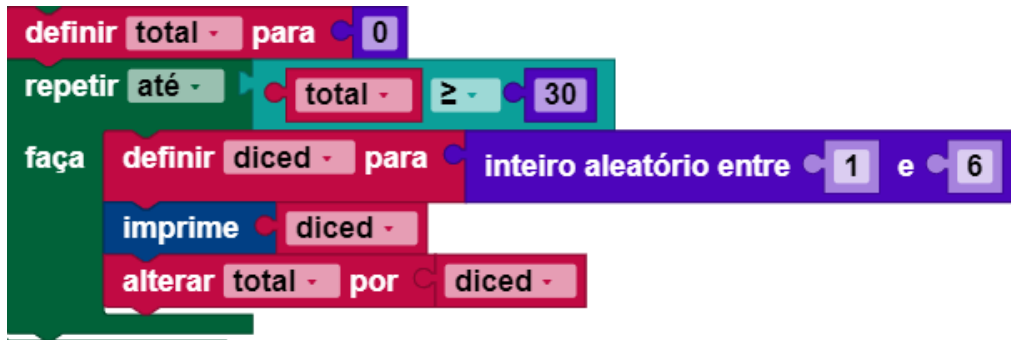 definir total para 0
repetir até total ≥ 30
faça definir diced para inteiro aleatório entre 1 e 6
imprime diced
alterar total por diced